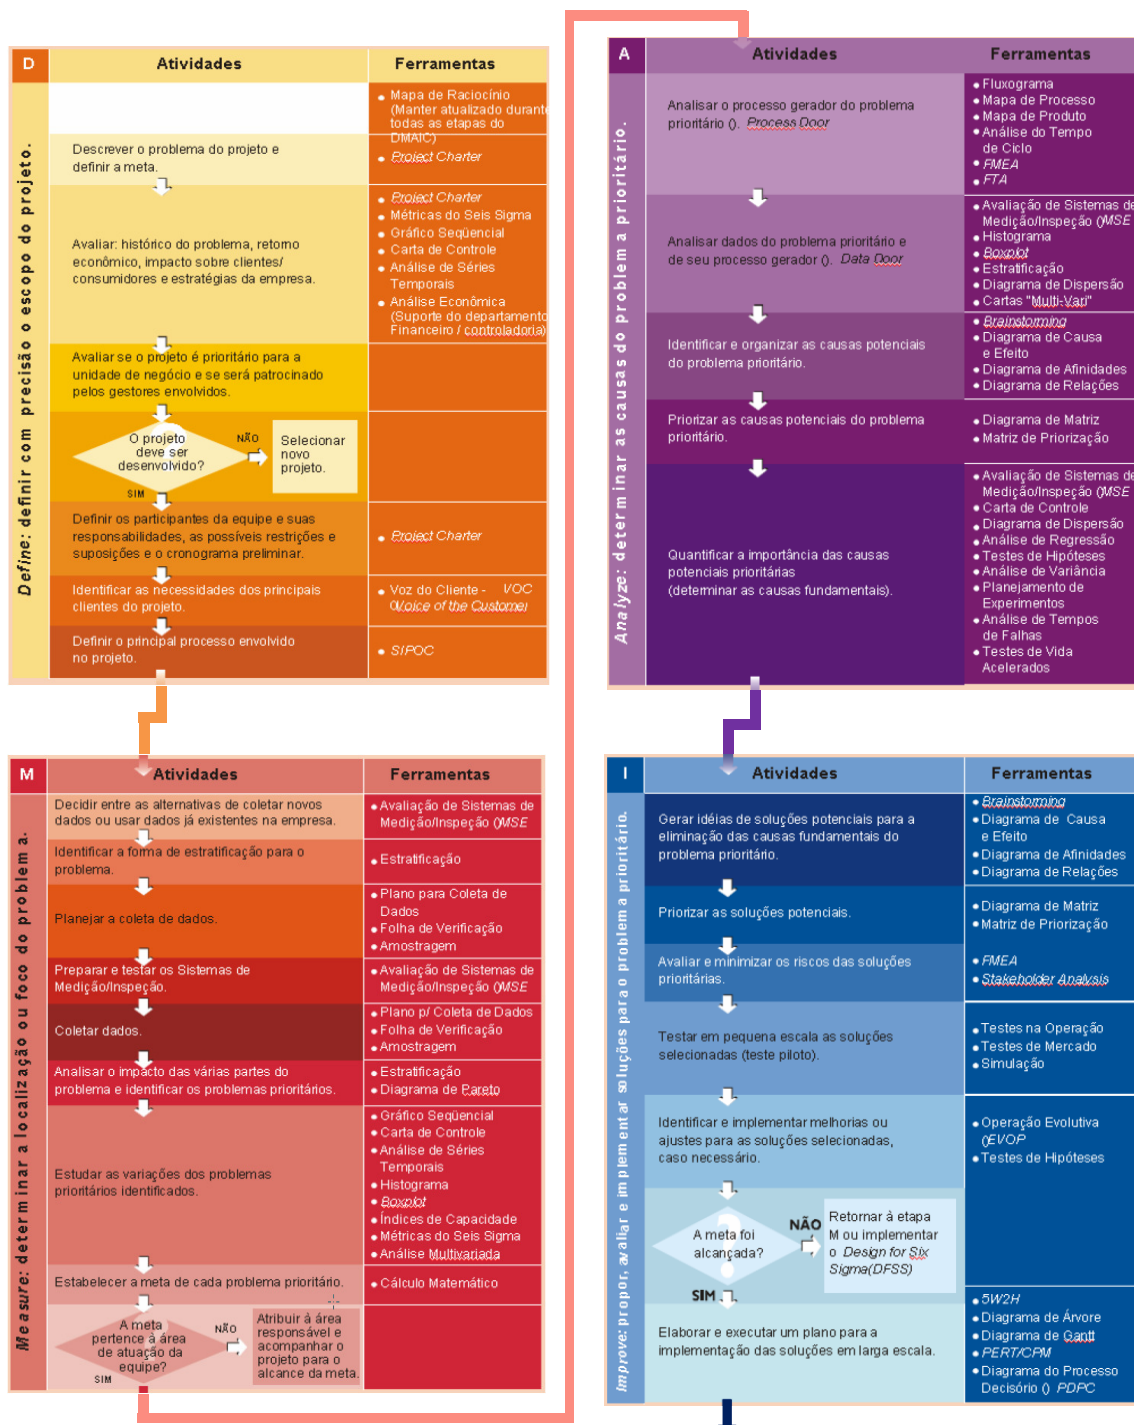 D
Atividades
Ferramentas
Define: definir com precisão o escopo do projeto.
Mapa de Raciocínio
(Manter atualizado durante
todas as etapas do
DMAIC)
Descrever o problema do projeto e
definir a meta.
Project Charter
Avaliar: histórico do problema, retorno
econômico, impacto sobre clientes/
consumidores e estratégias da empresa.
Project Charter
Métricas do Seis Sigma
Gráfico Seqüencial
Carta de Controle
Análise de Séries
Temporais
Análise Econômica
(Suporte do departamento
Financeiro / controladoria)
Avaliar se o projeto é prioritário para a
unidade de negócio e se será patrocinado
pelos gestores envolvidos.
?
O projeto
deve ser
desenvolvido?
NÃO
Selecionar
novo
projeto.
SIM
Definir os participantes da equipe e suas
responsabilidades, as possíveis restrições e
suposições e o cronograma preliminar.
Project Charter
Identificar as necessidades dos principais
clientes do projeto.
Voz do Cliente - VOC
(Voice of the Customer
Definir o principal processo envolvido
no projeto.
SIPOC
M
Atividades
Ferramentas
Measure: determinar a localização ou foco do problema.
Decidir entre as alternativas de coletar novos
dados ou usar dados já existentes na empresa.
Avaliação de Sistemas de
Medição/Inspeção ()MSE
Identificar a forma de estratificação para o
problema.
Estratificação
Planejar a coleta de dados.
Plano para Coleta de
Dados
Folha de Verificação
Amostragem
Preparar e testar os Sistemas de
Medição/Inspeção.
Avaliação de Sistemas de
Medição/Inspeção ()MSE
Coletar dados.
Plano p/ Coleta de Dados
Folha de Verificação
Amostragem
Analisar o impacto das várias partes do
problema e identificar os problemas prioritários.
Estratificação
Diagrama de Pareto
Estudar as variações dos problemas
prioritários identificados.
Gráfico Seqüencial
Carta de Controle
Análise de Séries
Temporais
Histograma
Boxplot
Índices de Capacidade
Métricas do Seis Sigma
Análise Multivariada
Estabelecer a meta de cada problema prioritário.
Cálculo Matemático
?
A meta
pertence à área
de atuação da
equipe?
NÃO
Atribuir à área
responsável e
acompanhar o
projeto para o
alcance da meta.
SIM
A
Atividades
Ferramentas
Analyze: determinar as causas do problema prioritário.
Analisar o processo gerador do problema
prioritário (). Process Door
Fluxograma
Mapa de Processo
Mapa de Produto
Análise do Tempo
de Ciclo
FMEA
FTA
Analisar dados do problema prioritário e
de seu processo gerador (). Data Door
Avaliação de Sistemas de
Medição/Inspeção ()MSE
Histograma
Boxplot
Estratificação
Diagrama de Dispersão
Cartas "Multi-Vari"
Identificar e organizar as causas potenciais
do problema prioritário.
Brainstorming
Diagrama de Causa
e Efeito
Diagrama de Afinidades
Diagrama de Relações
Priorizar as causas potenciais do problema
prioritário.
Diagrama de Matriz
Matriz de Priorização
Quantificar a importância das causas
potenciais prioritárias
(determinar as causas fundamentais).
Avaliação de Sistemas de
Medição/Inspeção ()MSE
Carta de Controle
Diagrama de Dispersão
Análise de Regressão
Testes de Hipóteses
Análise de Variância
Planejamento de
Experimentos
Análise de Tempos
de Falhas
Testes de Vida
Acelerados
I
Atividades
Ferramentas
Improve: propor, avaliar e implementar soluções para o problema prioritário.
Gerar idéias de soluções potenciais para a
eliminação das causas fundamentais do
problema prioritário.
Brainstorming
Diagrama de Causa
e Efeito
Diagrama de Afinidades
Diagrama de Relações
Priorizar as soluções potenciais.
Diagrama de Matriz
Matriz de Priorização
Avaliar e minimizar os riscos das soluções
prioritárias.
FMEA
Stakeholder Analysis
Testar em pequena escala as soluções
selecionadas (teste piloto).
Testes na Operação
Testes de Mercado
Simulação
Identificar e implementar melhorias ou
ajustes para as soluções selecionadas,
caso necessário.
Operação Evolutiva
()EVOP
Testes de Hipóteses
?
A meta foi
alcançada?
NÃO
Retornar à etapa
M ou implementar
o Design for Six
Sigma(DFSS)
SIM
Elaborar e executar um plano para a
implementação das soluções em larga escala.
5W2H
Diagrama de Árvore
Diagrama de Gantt
PERT/CPM
Diagrama do Processo
Decisório () PDPC